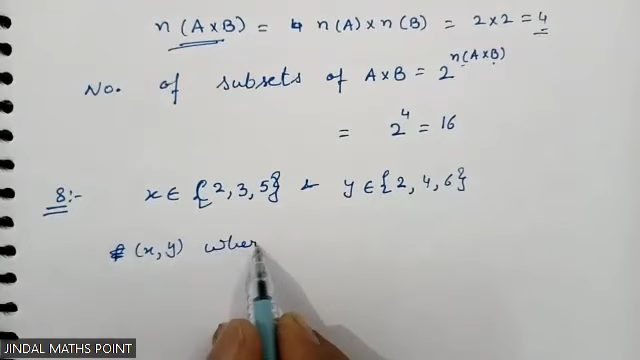 n (A×B) = n(A) × n(B) = 2×2 = 4
No. of subsets of A×B = 2^n(A×B)
= 2^4 = 16
8:- x ∈ {2, 3, 5} & y ∈ {2, 4, 6}
(x, y) wher
JINDAL MATHS POINT